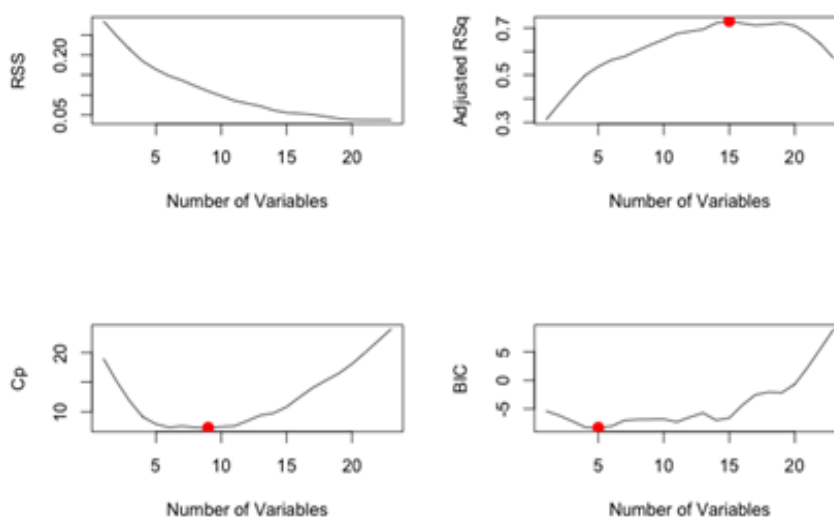 RSS
0.05 0.20
5 10 15 20
Number of Variables
Adjusted RSq
0.3 0.5 0.7
5 10 15 20
Number of Variables
Cp
10 20
5 10 15 20
Number of Variables
BIC
-5 0 5
5 10 15 20
Number of Variables